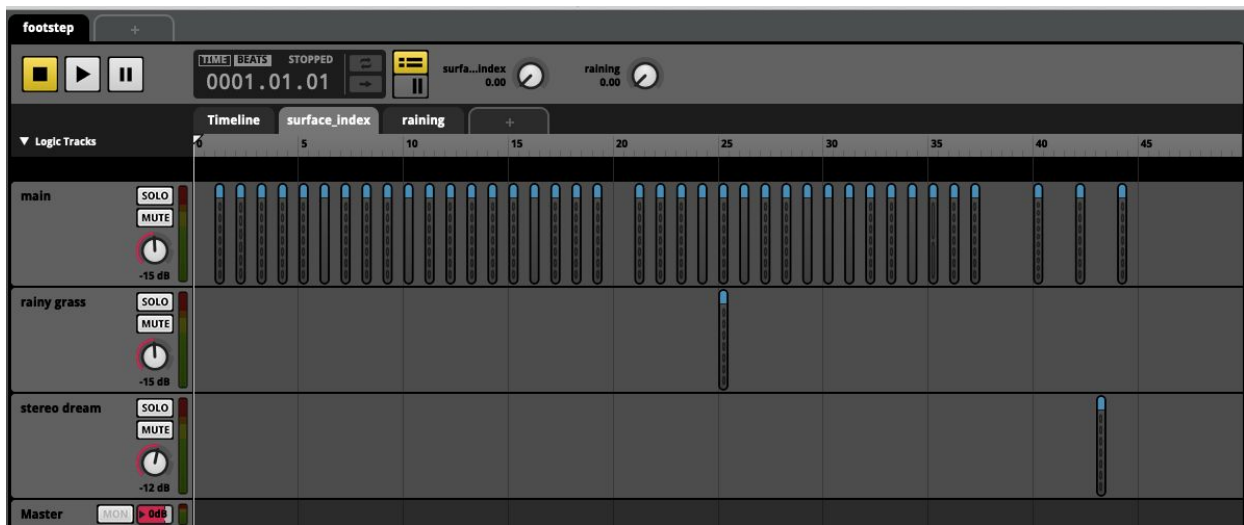 footstep +
TIME BEATS STOPPED
0001.01.01
surfa...index
0.00
raining
0.00
Timeline surface_index raining +
▼ Logic Tracks
0 5 10 15 20 25 30 35 40 45
main SOLO
MUTE
-15 dB
rainy grass SOLO
MUTE
-15 dB
stereo dream SOLO
MUTE
-12 dB
Master MON 0dB